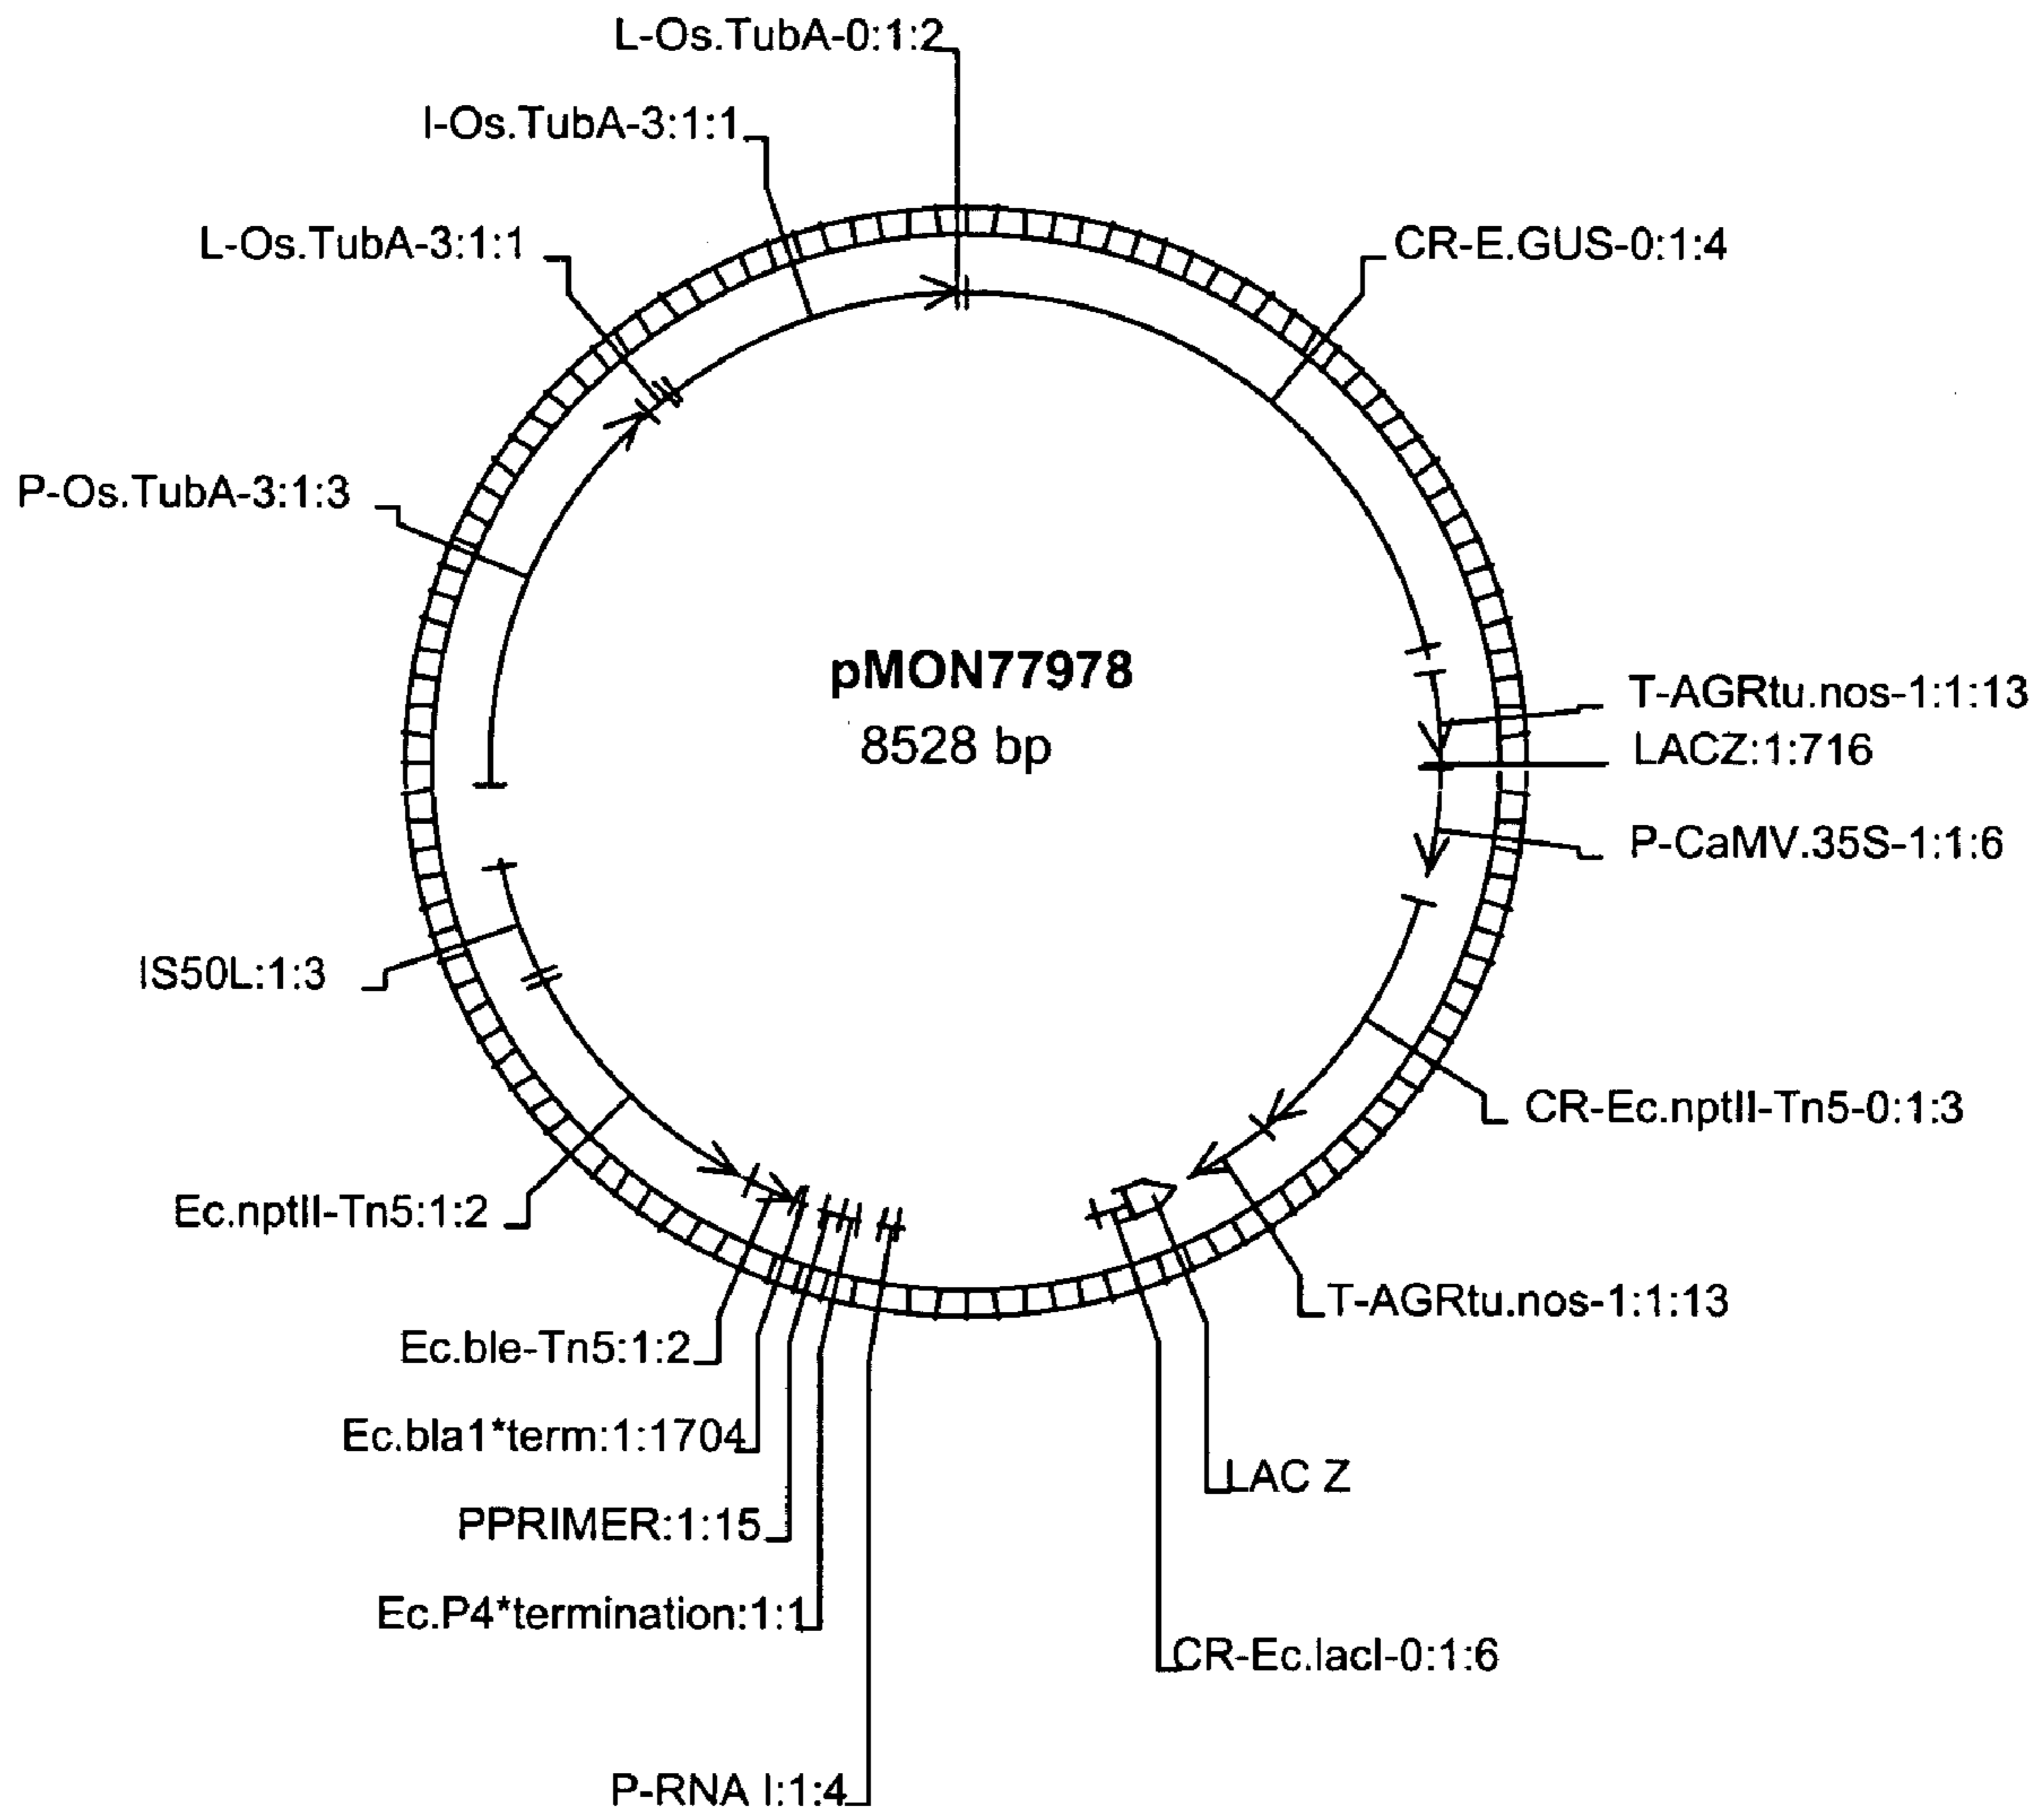 L-Os.TubA-0:1:2
I-Os.TubA-3:1:1
L-Os.TubA-3:1:1
CR-E.GUS-0:1:4
P-Os.TubA-3:1:3
pMON77978
8528 bp
T-AGRtu.nos-1:1:13
LACZ:1:716
P-CaMV.35S-1:1:6
IS50L:1:3
CR-Ec.nptII-Tn5-0:1:3
Ec.nptII-Tn5:1:2
T-AGRtu.nos-1:1:13
Ec.ble-Tn5:1:2
Ec.bla1*term:1:1704
LAC Z
PPRIMER:1:15
Ec.P4*termination:1:1
CR-Ec.lacI-0:1:6
P-RNA I:1:4